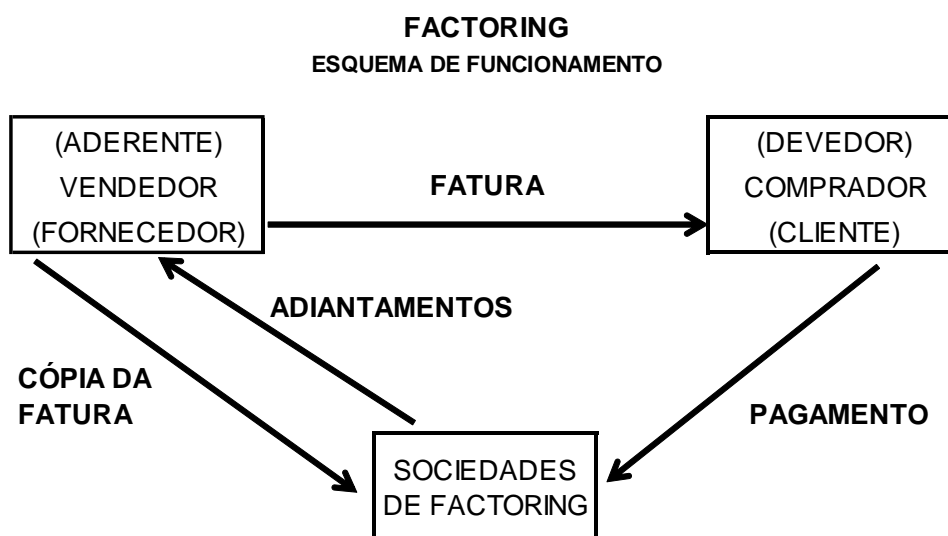 FACTORING
ESQUEMA DE FUNCIONAMENTO
(ADERENTE)
VENDEDOR
(FORNECEDOR)
FATURA
(DEVEDOR)
COMPRADOR
(CLIENTE)
ADIANTAMENTOS
CÓPIA DA
FATURA
PAGAMENTO
SOCIEDADES
DE FACTORING